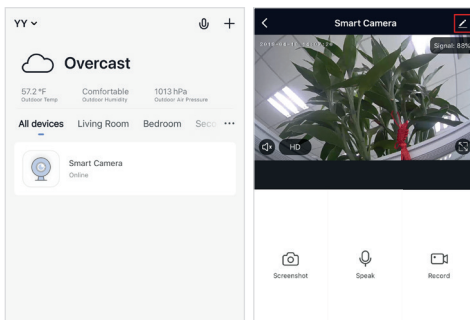 YY
Overcast
57.2 °F
Outdoor Temp
Comfortable
Outdoor Humidity
1013 hPa
Outdoor Air Pressure
All devices
Living Room
Bedroom
Smart Camera
Online
Smart Camera
Signal: 88%
HD
Screenshot
Speak
Record